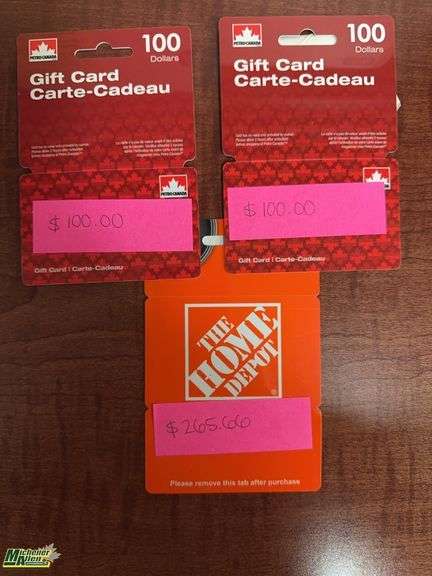 PETRO-CANADA
100
Dollars
Gift Card
Carte-Cadeau
$100.00
Gift Card | Carte-Cadeau
PETRO-CANADA
100
Dollars
Gift Card
Carte-Cadeau
$100.00
Gift Card | Carte-Cadeau
THE
HOME
DEPOT
$265.66
Please remove this tab after purchase
Michener
Allen